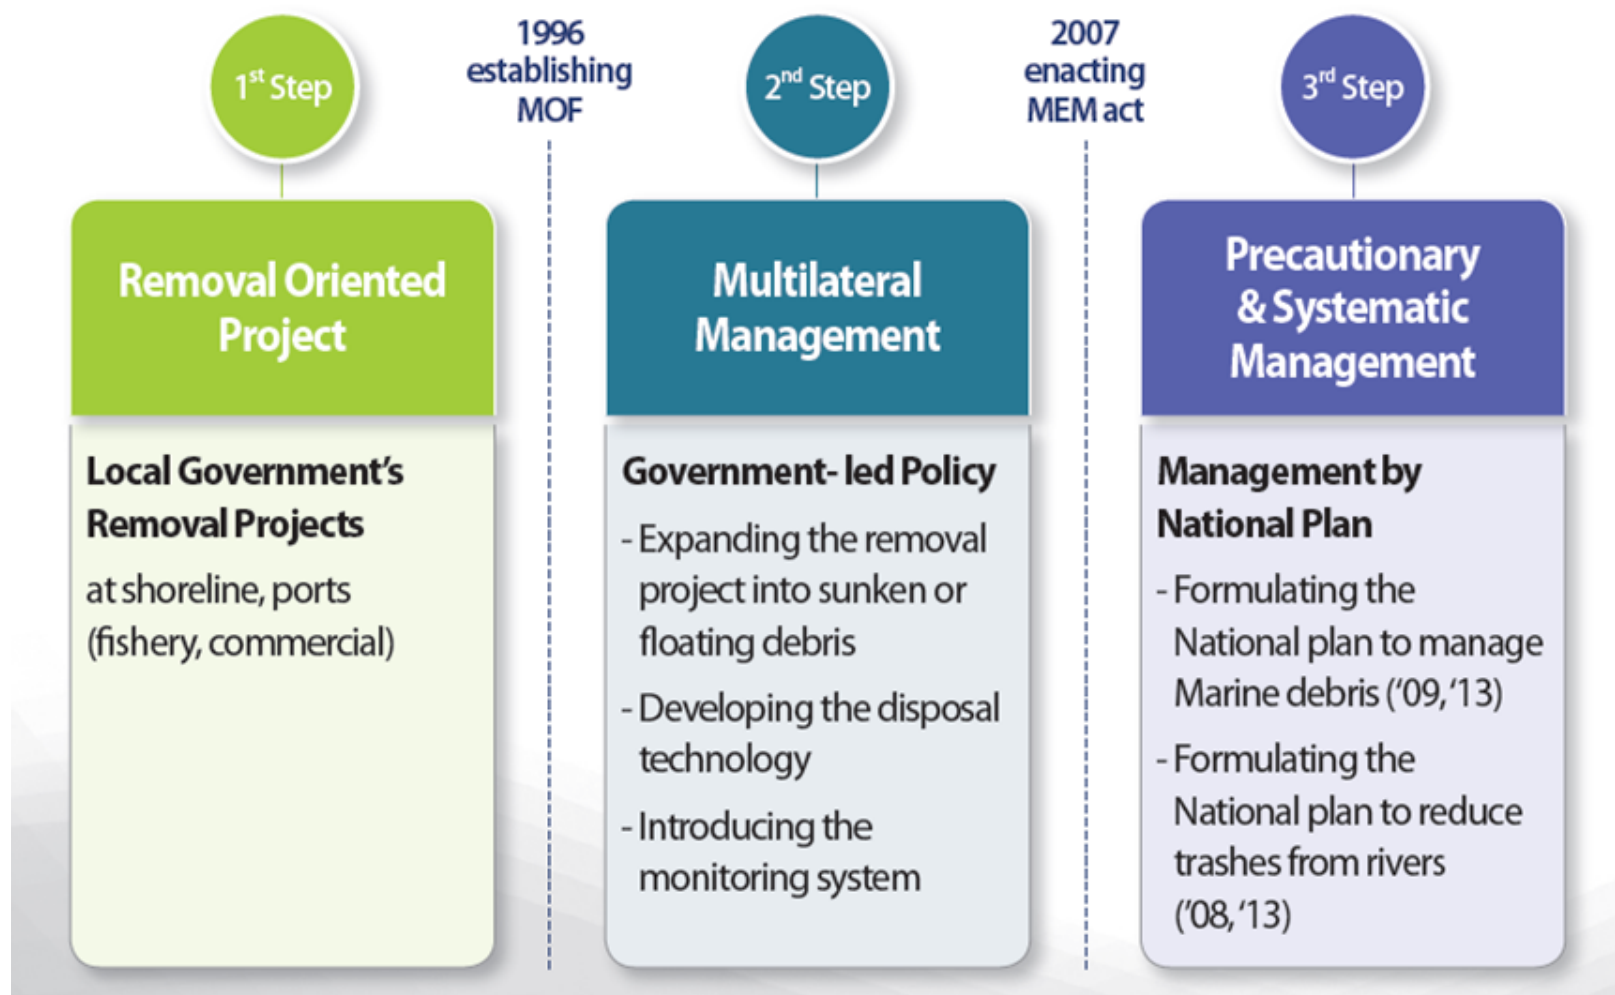 1st Step
1996
establishing
MOF
2nd Step
2007
enacting
MEM act
3rd Step
Removal Oriented
Project
Multilateral
Management
Precautionary
& Systematic
Management
Local Government's
Removal Projects
at shoreline, ports
(fishery, commercial)
Government- led Policy
- Expanding the removal
project into sunken or
floating debris
- Developing the disposal
technology
- Introducing the
monitoring system
Management by
National Plan
- Formulating the
National plan to manage
Marine debris (‘09, ‘13)
- Formulating the
National plan to reduce
trashes from rivers
(’08, ‘13)